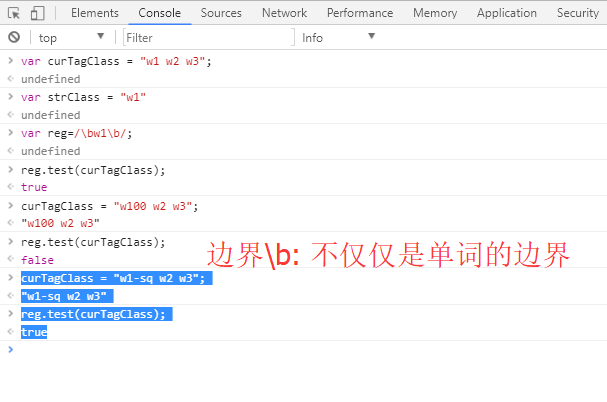 Elements Console Sources Network Performance Memory Application Security
top Filter Info
var curTagClass = "w1 w2 w3";
undefined
var strClass = "w1"
undefined
var reg=/\bw1\b/;
undefined
reg.test(curTagClass);
true
curTagClass = "w100 w2 w3";
"w100 w2 w3"
reg.test(curTagClass);
false
边界\b: 不仅仅是单词的边界
curTagClass = "w1-sq w2 w3";
"w1-sq w2 w3"
reg.test(curTagClass);
true